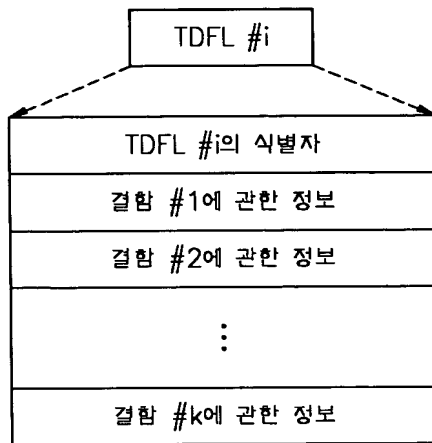 TDFL #i
TDFL #i의 식별자
결함 #1에 관한 정보
결함 #2에 관한 정보
⋮
결함 #k에 관한 정보